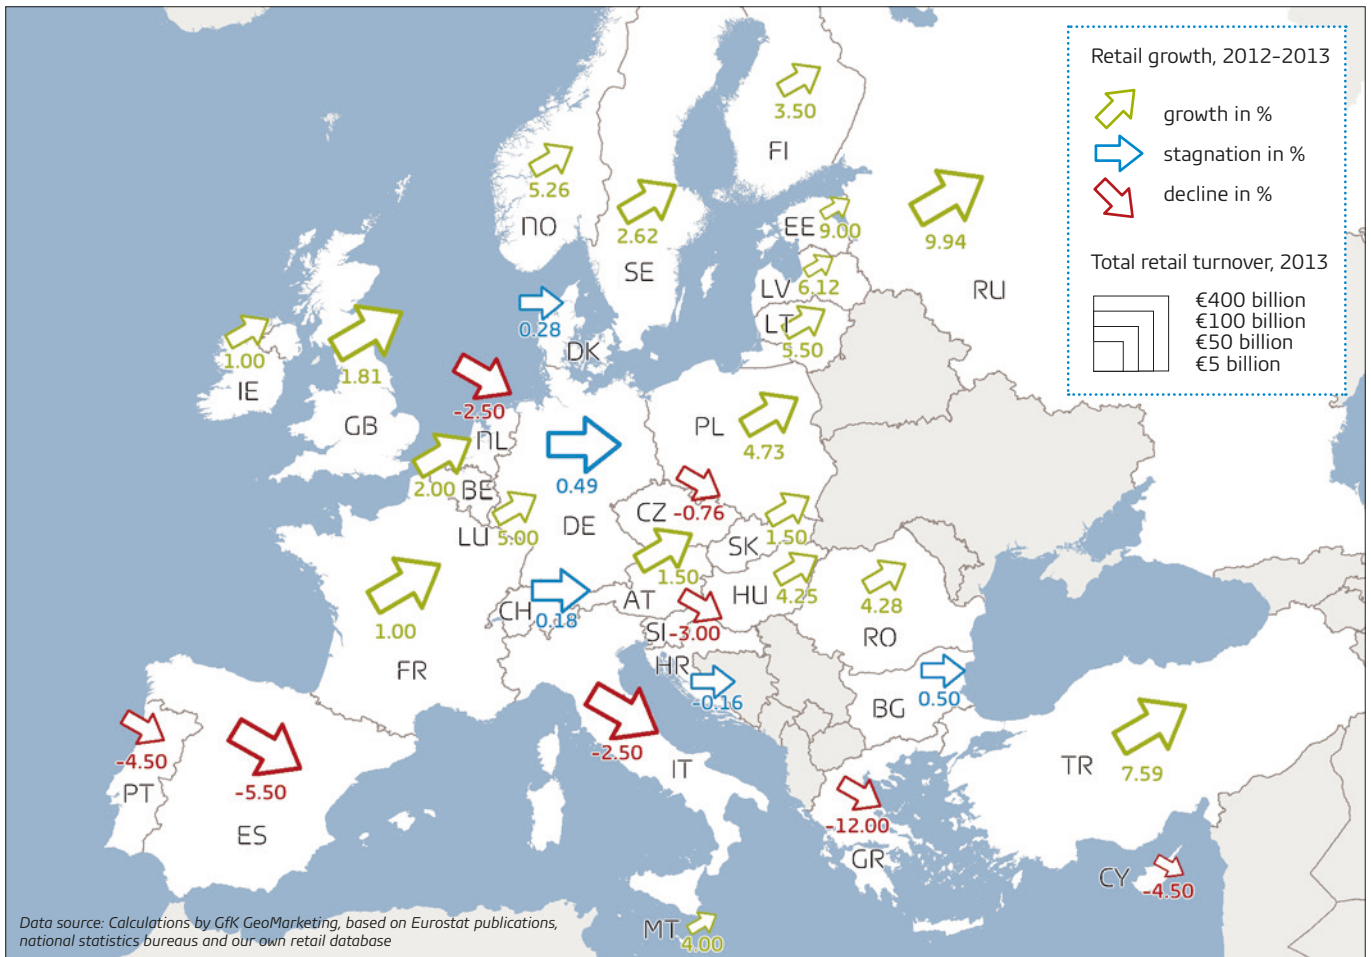 Retail growth, 2012–2013
growth in %
stagnation in %
decline in %
Total retail turnover, 2013
€400 billion
€100 billion
€50 billion
€5 billion
3.50
FI
5.26
NO
2.62
SE
EE 9.00
9.94
RU
LV 6.12
LT
5.50
0.28
DK
1.00
IE
1.81
GB
-2.50
NL
PL
4.73
2.00 BE
0.49
DE
CZ -0.76
LU 5.00
SK 1.50
1.50
AT
HU 4.25
4.28
RO
CH 0.18
SI -3.00
1.00
FR
HR
-0.16
BG 0.50
-4.50
PT
-5.50
ES
-2.50
IT
TR 7.59
-12.00
GR
CY -4.50
MT 4.00
Data source: Calculations by GfK GeoMarketing, based on Eurostat publications,
national statistics bureaus and our own retail database